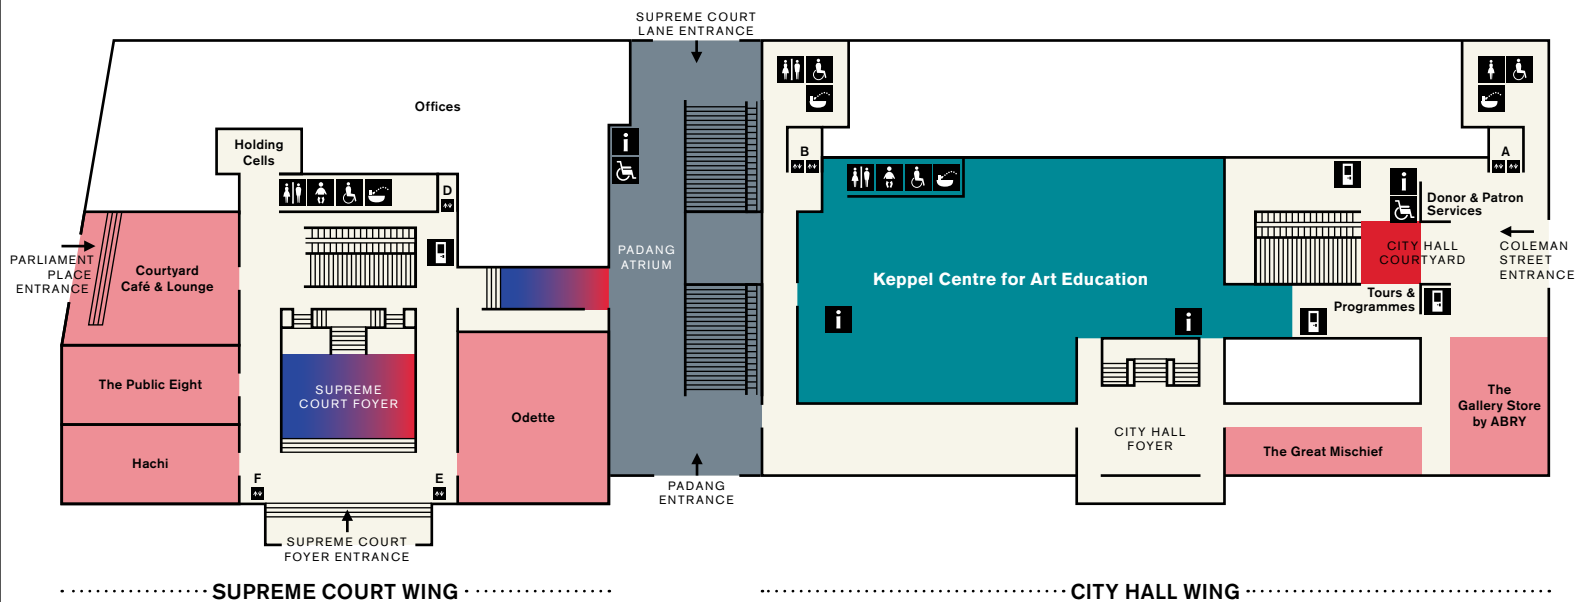 SUPREME COURT
LANE ENTRANCE
Offices
Holding
Cells
D
B
A
i
i
Donor & Patron
Services
PARLIAMENT
PLACE
ENTRANCE
Courtyard
Café & Lounge
PADANG
ATRIUM
Keppel Centre for Art Education
CITY HALL
COURTYARD
COLEMAN
STREET
ENTRANCE
Tours &
Programmes
i
i
The Public Eight
SUPREME
COURT FOYER
Odette
The
Gallery Store
by ABRY
CITY HALL
FOYER
The Great Mischief
Hachi
F
E
PADANG
ENTRANCE
SUPREME COURT
FOYER ENTRANCE
SUPREME COURT WING
CITY HALL WING